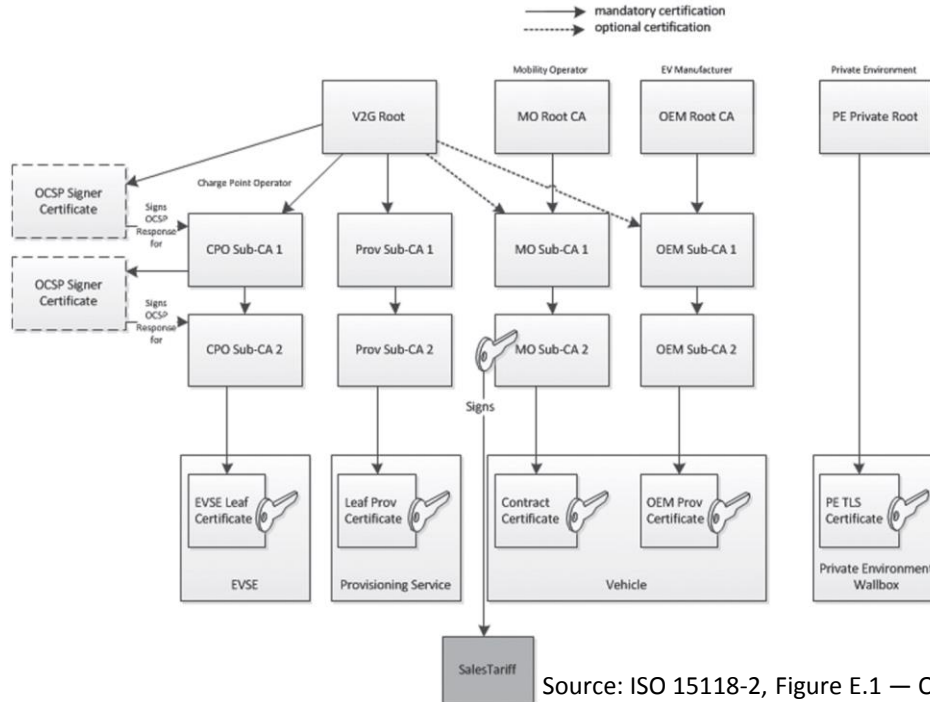 mandatory certification
optional certification
Mobility Operator
EV Manufacturer
Private Environment
V2G Root
MO Root CA
OEM Root CA
PE Private Root
OCSP Signer
Certificate
Charge Point Operator
Signs
OCSP
Response
for
CPO Sub-CA 1
Prov Sub-CA 1
MO Sub-CA 1
OEM Sub-CA 1
OCSP Signer
Certificate
Signs
OCSP
Response
for
CPO Sub-CA 2
Prov Sub-CA 2
MO Sub-CA 2
OEM Sub-CA 2
Signs
EVSE Leaf
Certificate
Leaf Prov
Certificate
Contract
Certificate
OEM Prov
Certificate
PE TLS
Certificate
EVSE
Provisioning Service
Vehicle
Private Environment
Wallbox
SalesTariff
Source: ISO 15118-2, Figure E.1 —